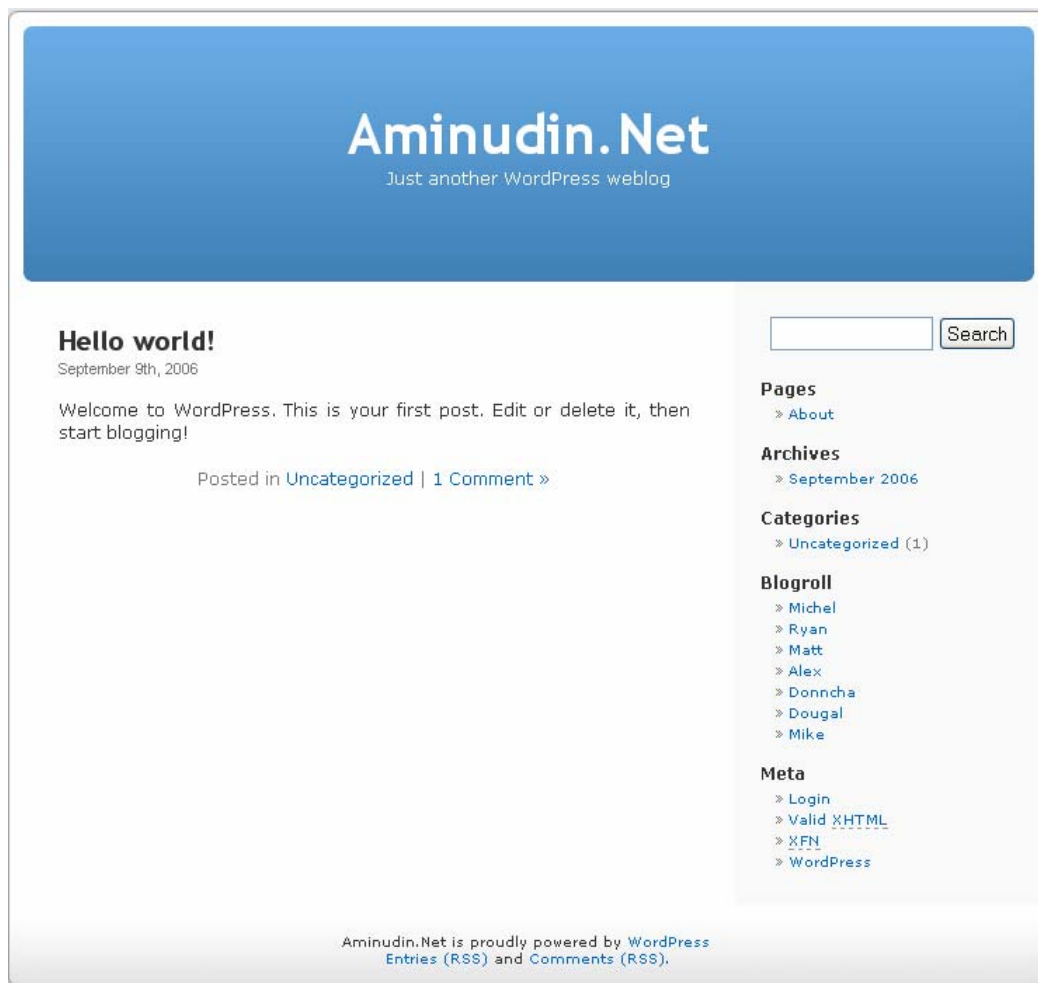 Aminudin.Net
Just another WordPress weblog
Hello world!
September 9th, 2006
Welcome to WordPress. This is your first post. Edit or delete it, then
start blogging!
Posted in Uncategorized | 1 Comment »
Search
Pages
» About
Archives
» September 2006
Categories
» Uncategorized (1)
Blogroll
» Michel
» Ryan
» Matt
» Alex
» Donncha
» Dougal
» Mike
Meta
» Login
» Valid XHTML
» XFN
» WordPress
Aminudin.Net is proudly powered by WordPress
Entries (RSS) and Comments (RSS).